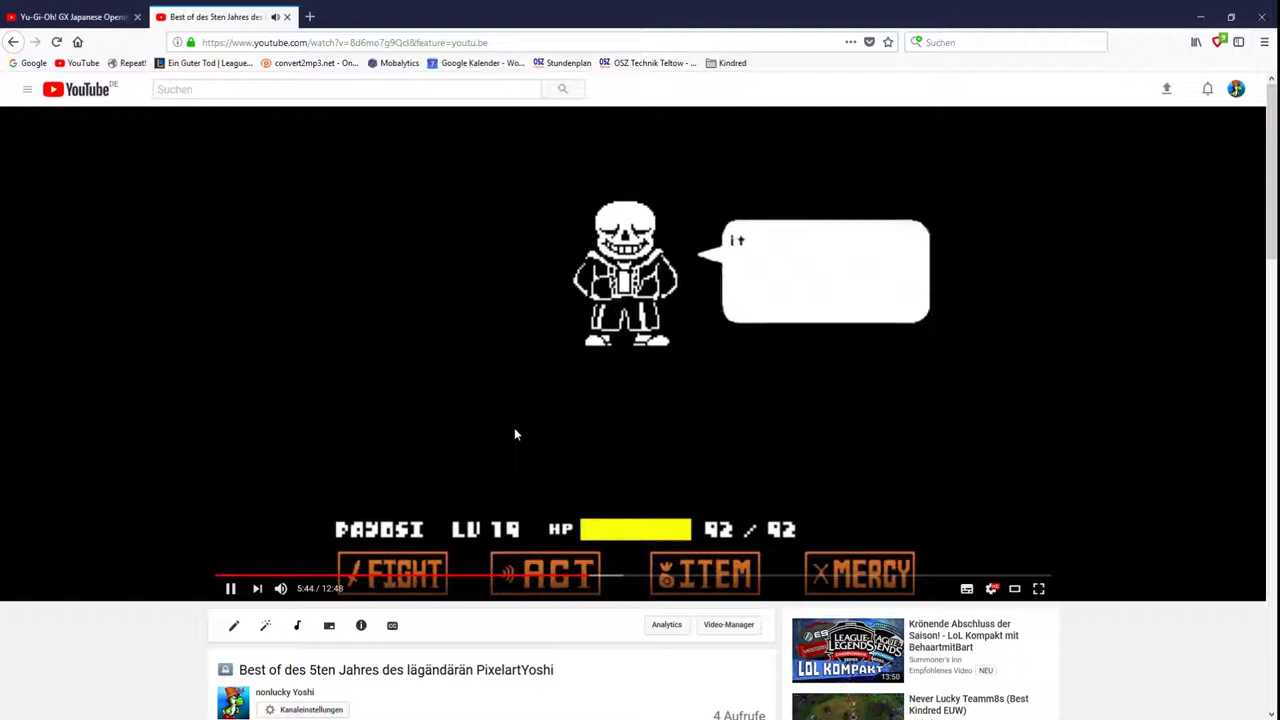 Yu-Gi-Oh! GX Japanese Openi
Best of des 5ten Jahres des l
https://www.youtube.com/watch?v=8d6mo7g9QcI&feature=youtu.be
Suchen
Google
YouTube
Repeat!
Ein Guter Tod | League...
convert2mp3.net - On...
Mobalytics
Google Kalender - Wo...
Stundenplan
OSZ Technik Teltow - ...
Kindred
YouTube DE
Suchen
it
PAYOSI LV 19 HP 92 / 92
FIGHT
ACT
ITEM
MERCY
5:44 / 12:48
HD
Analytics
Video-Manager
Best of des 5ten Jahres des lägändärän PixelartYoshi
nonlucky Yoshi
Kanaleinstellungen
4 Aufrufe
LEAGUE
LEGENDS
LOL KOMPAKT
13:50
Krönende Abschluss der
Saison! - LoL Kompakt mit
BehaartmitBart
Summoner's Inn
Empfohlenes Video NEU
Never Lucky Teamm8s (Best
Kindred EUW)